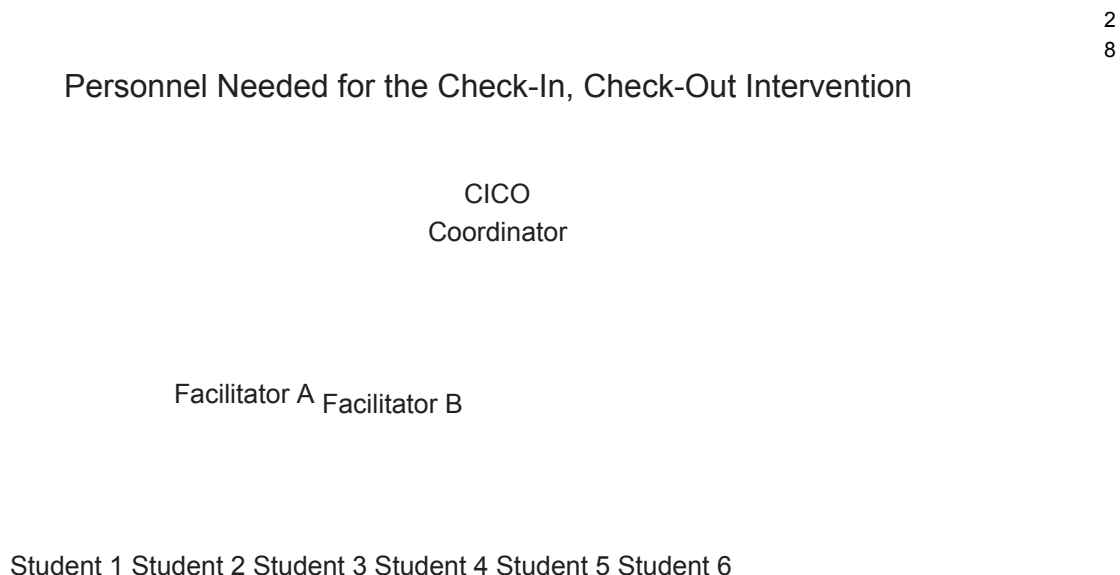 2
8
Personnel Needed for the Check-In, Check-Out Intervention
CICO
Coordinator
Facilitator A Facilitator B
Student 1 Student 2 Student 3 Student 4 Student 5 Student 6